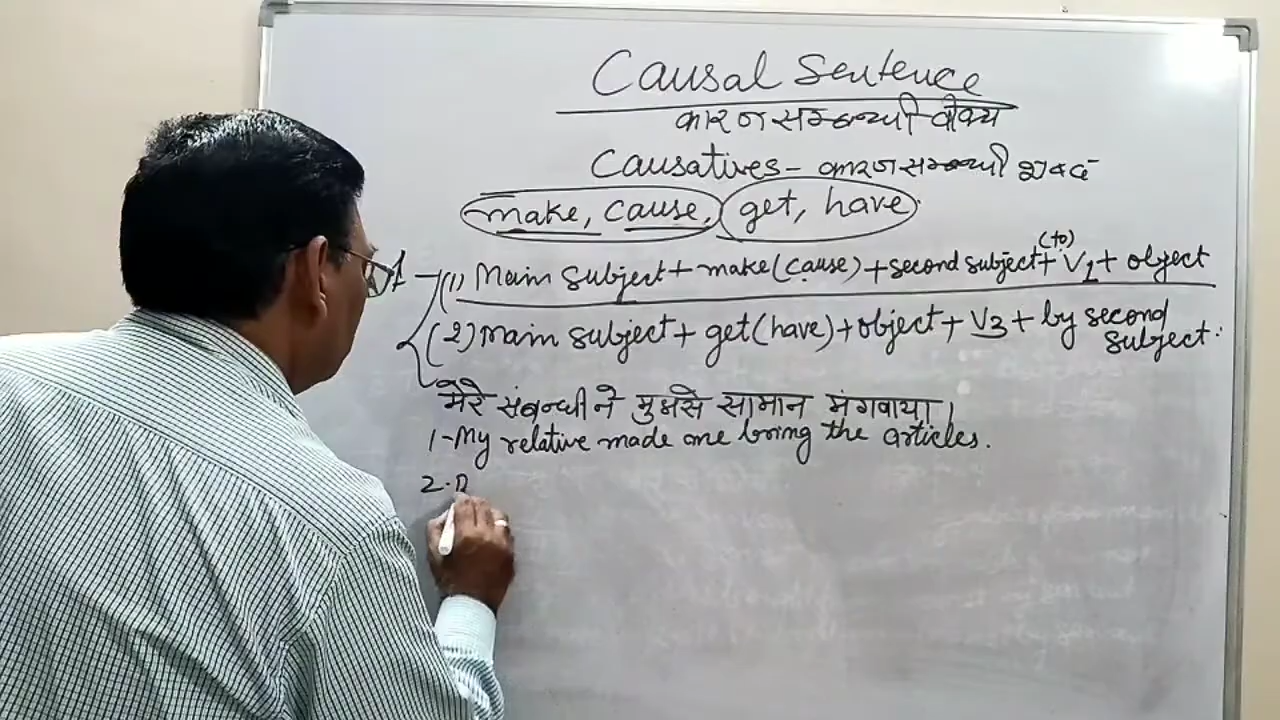 Causal Sentence
कारण सम्बन्धी वाक्य
Causatives - कारण सम्बन्धी शब्द
make, cause, get, have.
1 (1) Main subject + make (cause) + second subject + (to) V1 + object
(2) Main subject + get (have) + object + V3 + by second subject.
मेरे संबन्धी ने मुझसे सामान मंगवाया।
1- My relative made me bring the articles.
2.